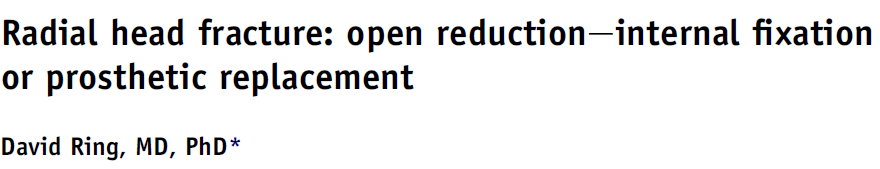 Radial head fracture: open reduction—internal fixation
or prosthetic replacement
David Ring, MD, PhD*